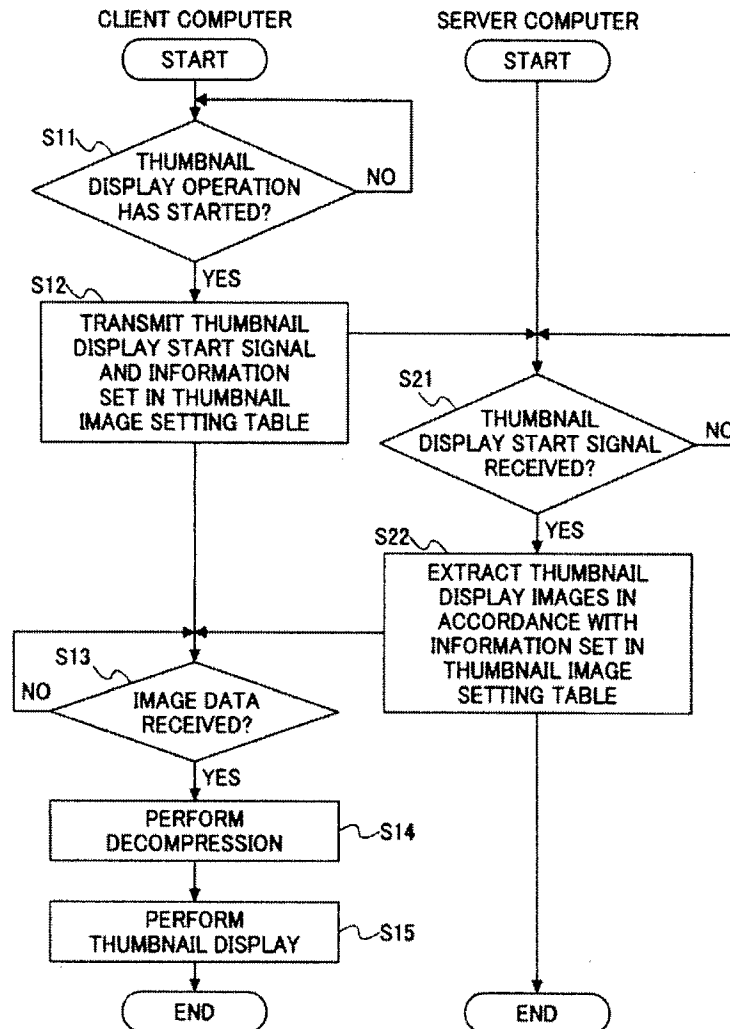 CLIENT COMPUTER
SERVER COMPUTER
START
START
S11
THUMBNAIL
DISPLAY OPERATION
HAS STARTED?
NO
YES
S12
TRANSMIT THUMBNAIL
DISPLAY START SIGNAL
AND INFORMATION
SET IN THUMBNAIL
IMAGE SETTING TABLE
S21
THUMBNAIL
DISPLAY START SIGNAL
RECEIVED?
NO
YES
S22
EXTRACT THUMBNAIL
DISPLAY IMAGES IN
ACCORDANCE WITH
INFORMATION SET IN
THUMBNAIL IMAGE
SETTING TABLE
S13
NO
IMAGE DATA
RECEIVED?
YES
PERFORM
DECOMPRESSION
S14
PERFORM
THUMBNAIL DISPLAY
S15
END
END